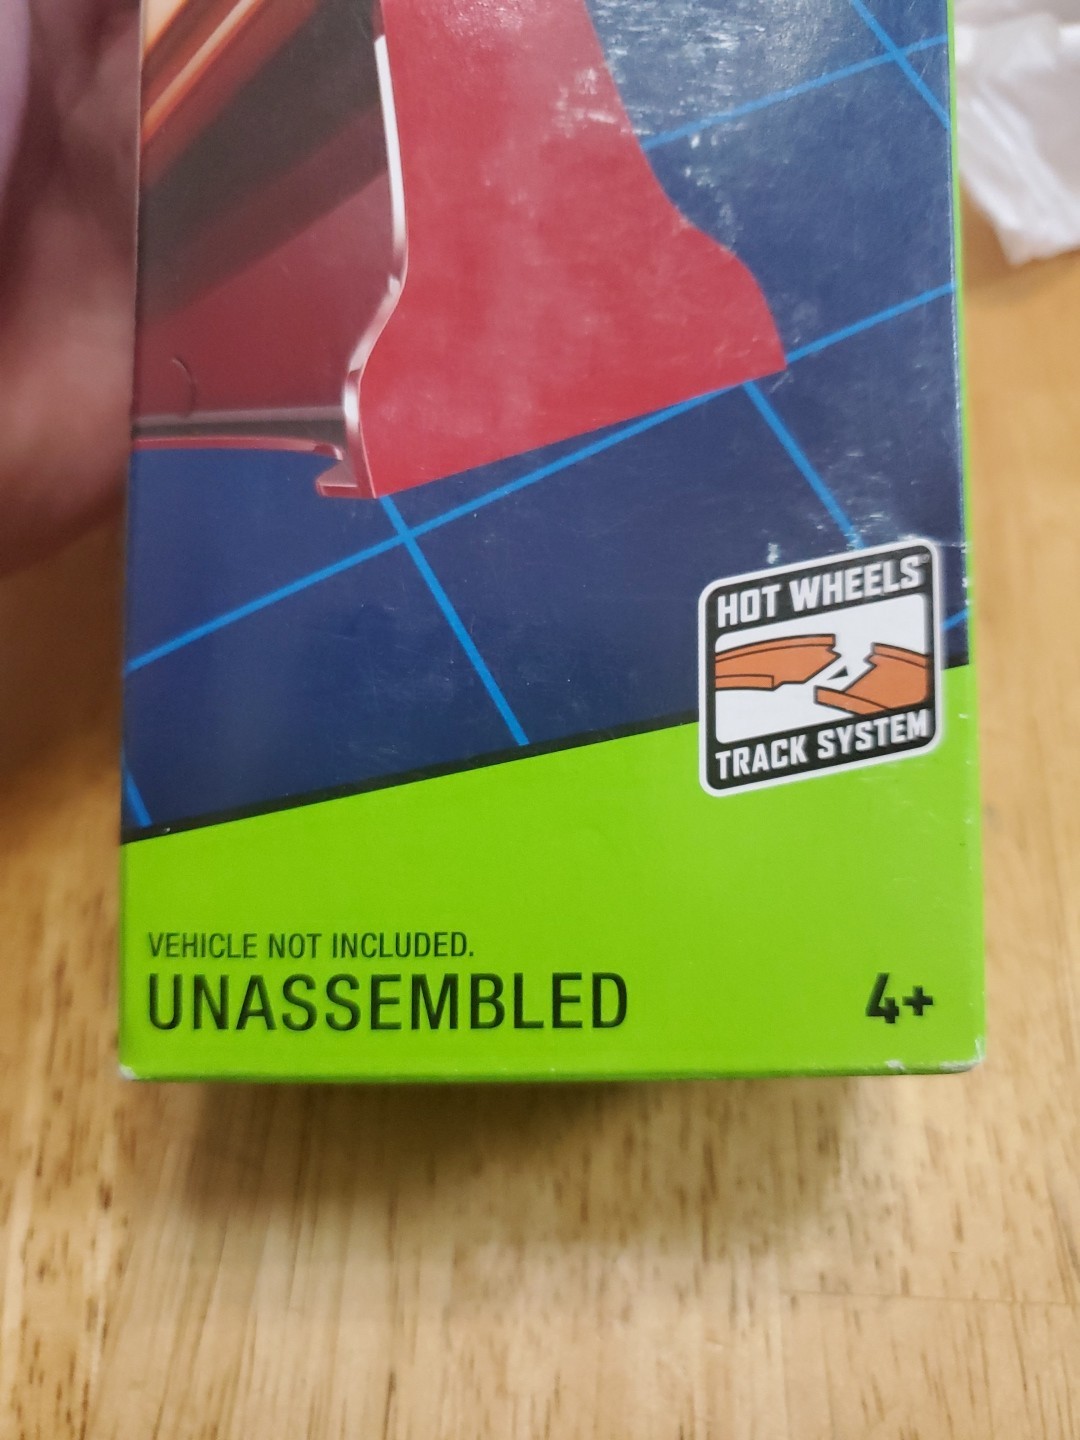 HOT WHEELS
TRACK SYSTEM
VEHICLE NOT INCLUDED.
UNASSEMBLED
4+